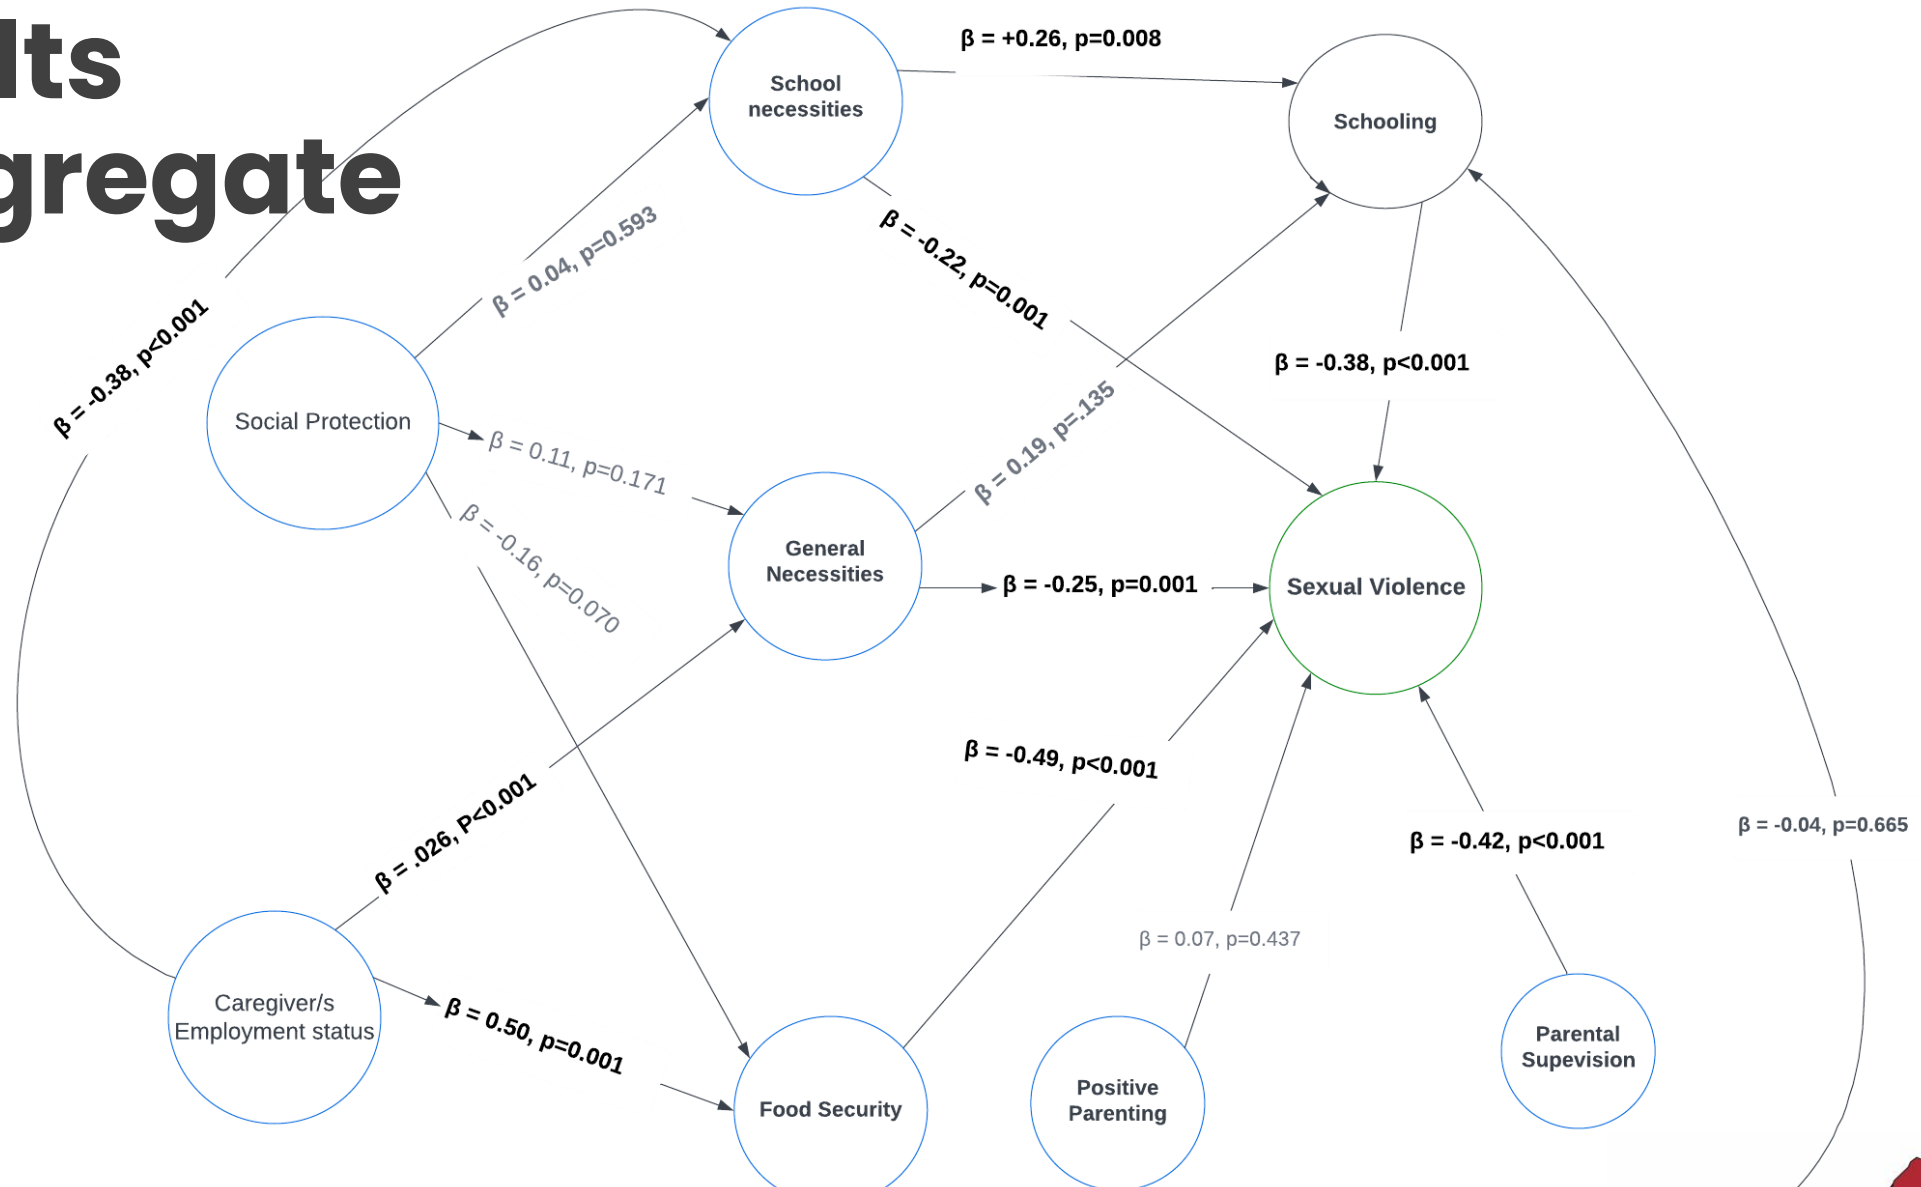 lts
gregate
β = +0.26, p=0.008
School
necessities
Schooling
β = 0.04, p=0.593
β = -0.22, p=0.001
β = -0.38, p<0.001
β = -0.38, p<0.001
Social Protection
β = 0.11, p=0.171
β = 0.19, p=.135
β = -0.16, p=0.070
General
Necessities
β = -0.25, p=0.001
Sexual Violence
β = -0.49, p<0.001
β = .026, P<0.001
β = -0.42, p<0.001
β = -0.04, p=0.665
β = 0.07, p=0.437
Caregiver/s
Employment status
β = 0.50, p=0.001
Food Security
Positive
Parenting
Parental
Supevision